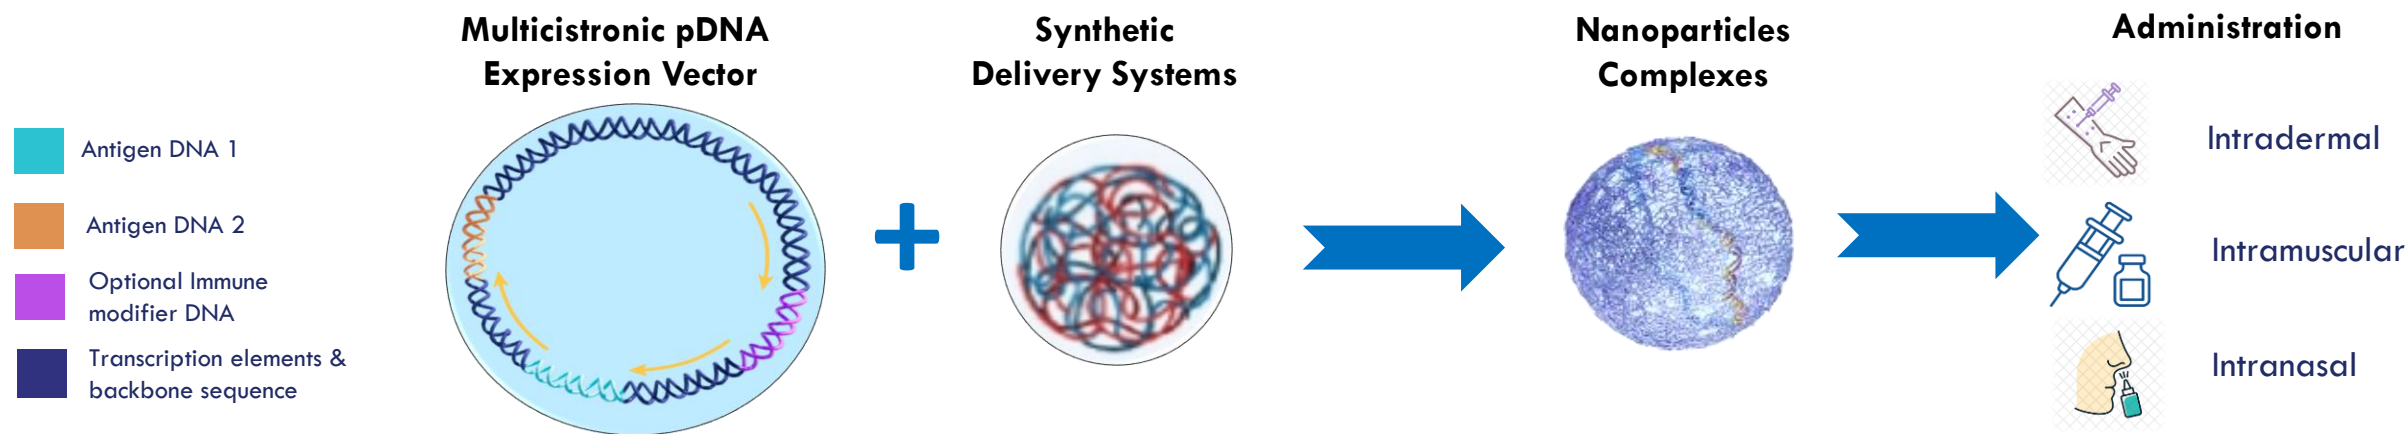 Multicistronic pDNA
Expression Vector
Synthetic
Delivery Systems
Nanoparticles
Complexes
Administration
Antigen DNA 1
Antigen DNA 2
Optional Immune
modifier DNA
Transcription elements &
backbone sequence
Intradermal
Intramuscular
Intranasal